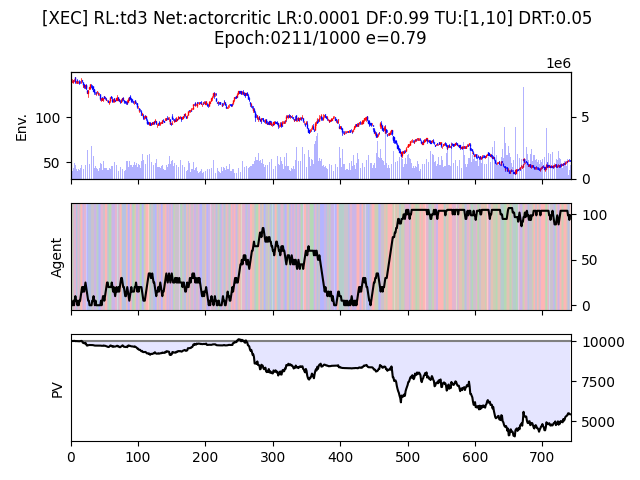 [XEC] RL:td3 Net:actorcritic LR:0.0001 DF:0.99 TU:[1,10] DRT:0.05
Epoch:0211/1000 e=0.79
1e6
Env.
100
50
5
0
Agent
100
50
0
PV
10000
7500
5000
0 100 200 300 400 500 600 700